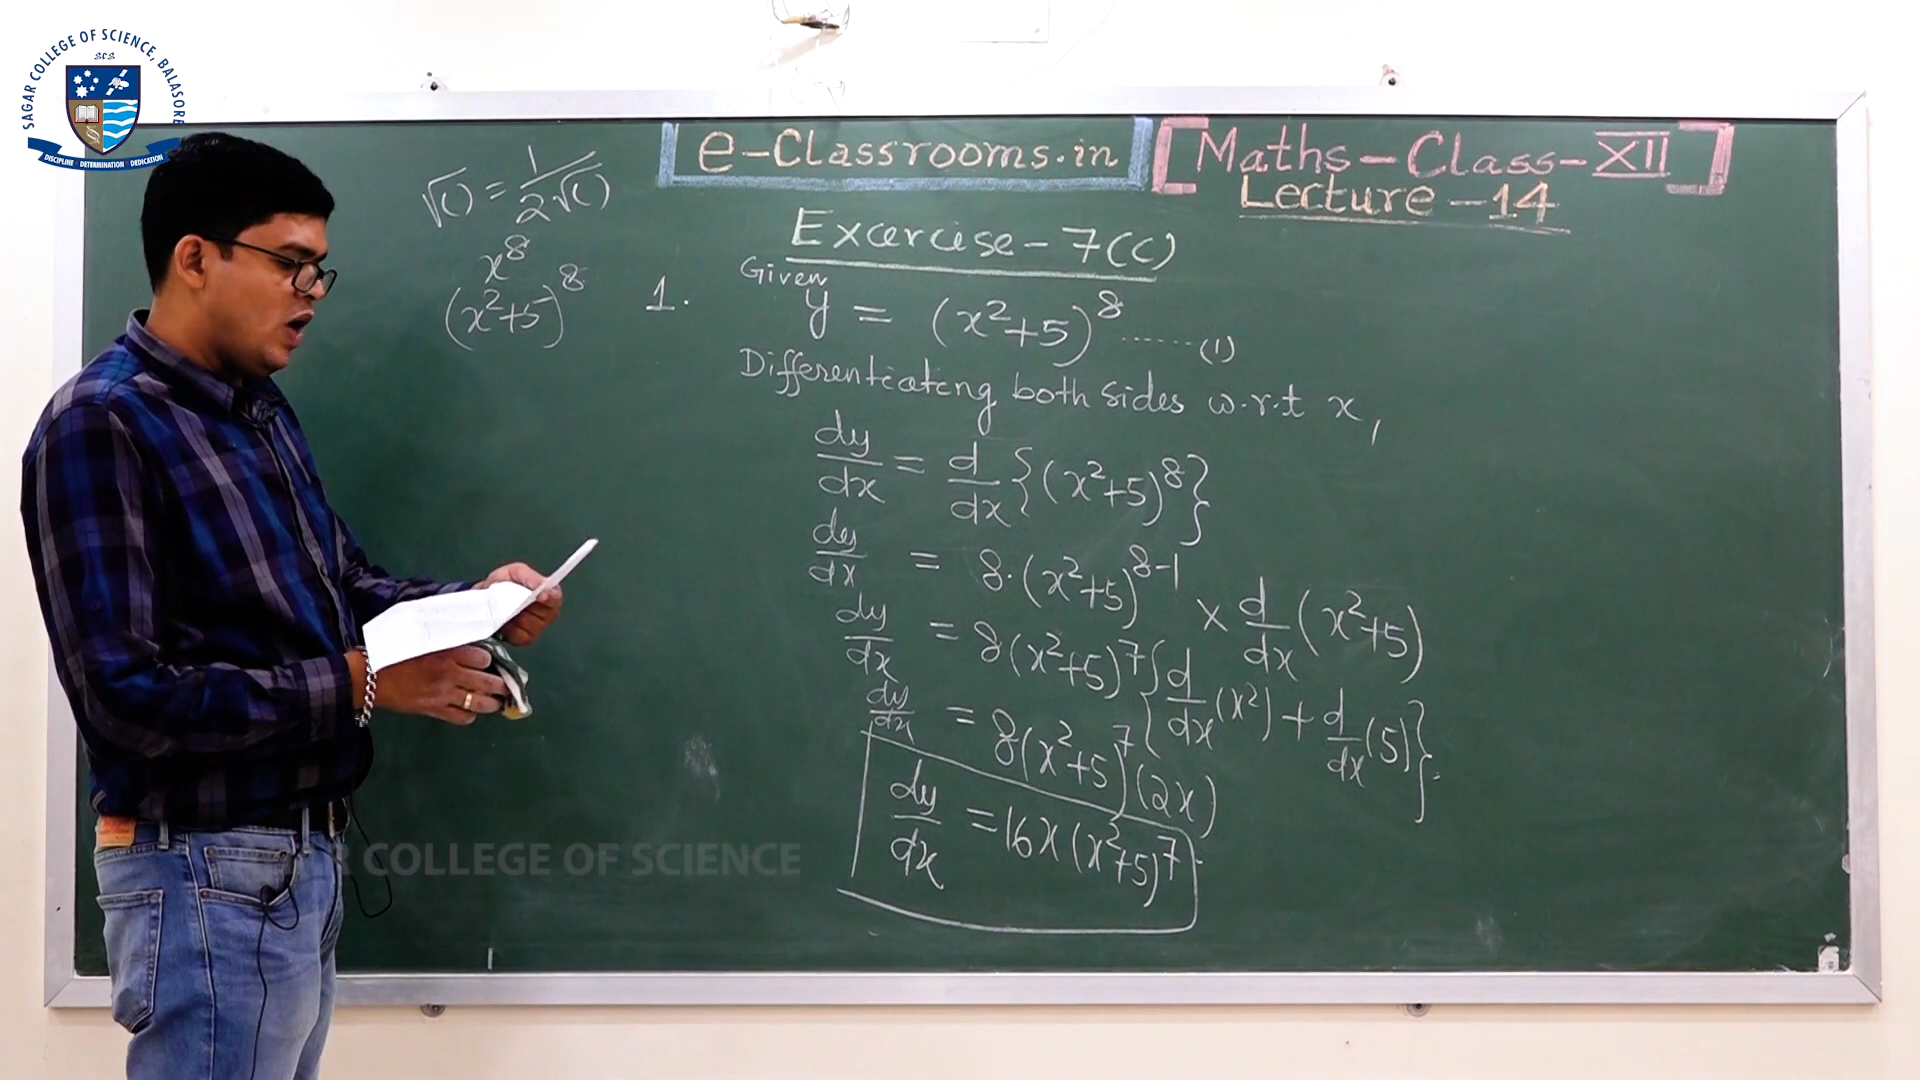 SAGAR COLLEGE OF SCIENCE, BALASORE
SCS
DISCIPLINE DETERMINATION DEDICATION
e-Classrooms.in
Maths-Class-XII
Lecture-14
√() = 1/2√()
x⁸
(x²+5)⁸
Excercise-7(c)
Given
1. y = (x²+5)⁸ ......(1)
Differentiating both sides w.r.t x,
dy/dx = d/dx {(x²+5)⁸}
dy/dx = 8·(x²+5)⁸⁻¹ × d/dx (x²+5)
dy/dx = 8(x²+5)⁷ {d/dx (x²) + d/dx (5)}
dy/dx = 8(x²+5)⁷ (2x)
dy/dx = 16x(x²+5)⁷.
COLLEGE OF SCIENCE